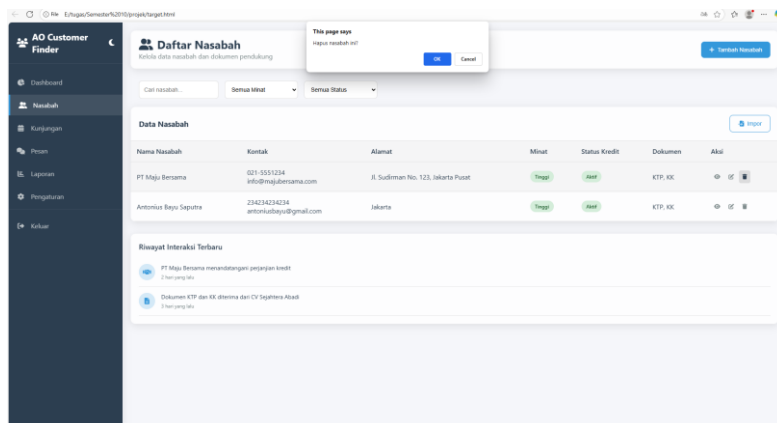 File E:/tugas/Semester%2010/projek/target.html
AO Customer
Finder
Dashboard
Nasabah
Kunjungan
Pesan
Laporan
Pengaturan
Keluar
Daftar Nasabah
Kelola data nasabah dan dokumen pendukung
This page says
Hapus nasabah ini?
OK Cancel
+ Tambah Nasabah
Cari nasabah... Semua Minat Semua Status
Data Nasabah Impor
Nama Nasabah Kontak Alamat Minat Status Kredit Dokumen Aksi
PT Maju Bersama 021-5551234 Jl. Sudirman No. 123, Jakarta Pusat Tinggi Aktif KTP, KK
info@majubersama.com
Antonius Bayu Saputra 234234234234 Jakarta Tinggi Aktif KTP, KK
antoniusbayu@gmail.com
Riwayat Interaksi Terbaru
PT Maju Bersama menandatangani perjanjian kredit
2 hari yang lalu
Dokumen KTP dan KK diterima dari CV Sejahtera Abadi
3 hari yang lalu